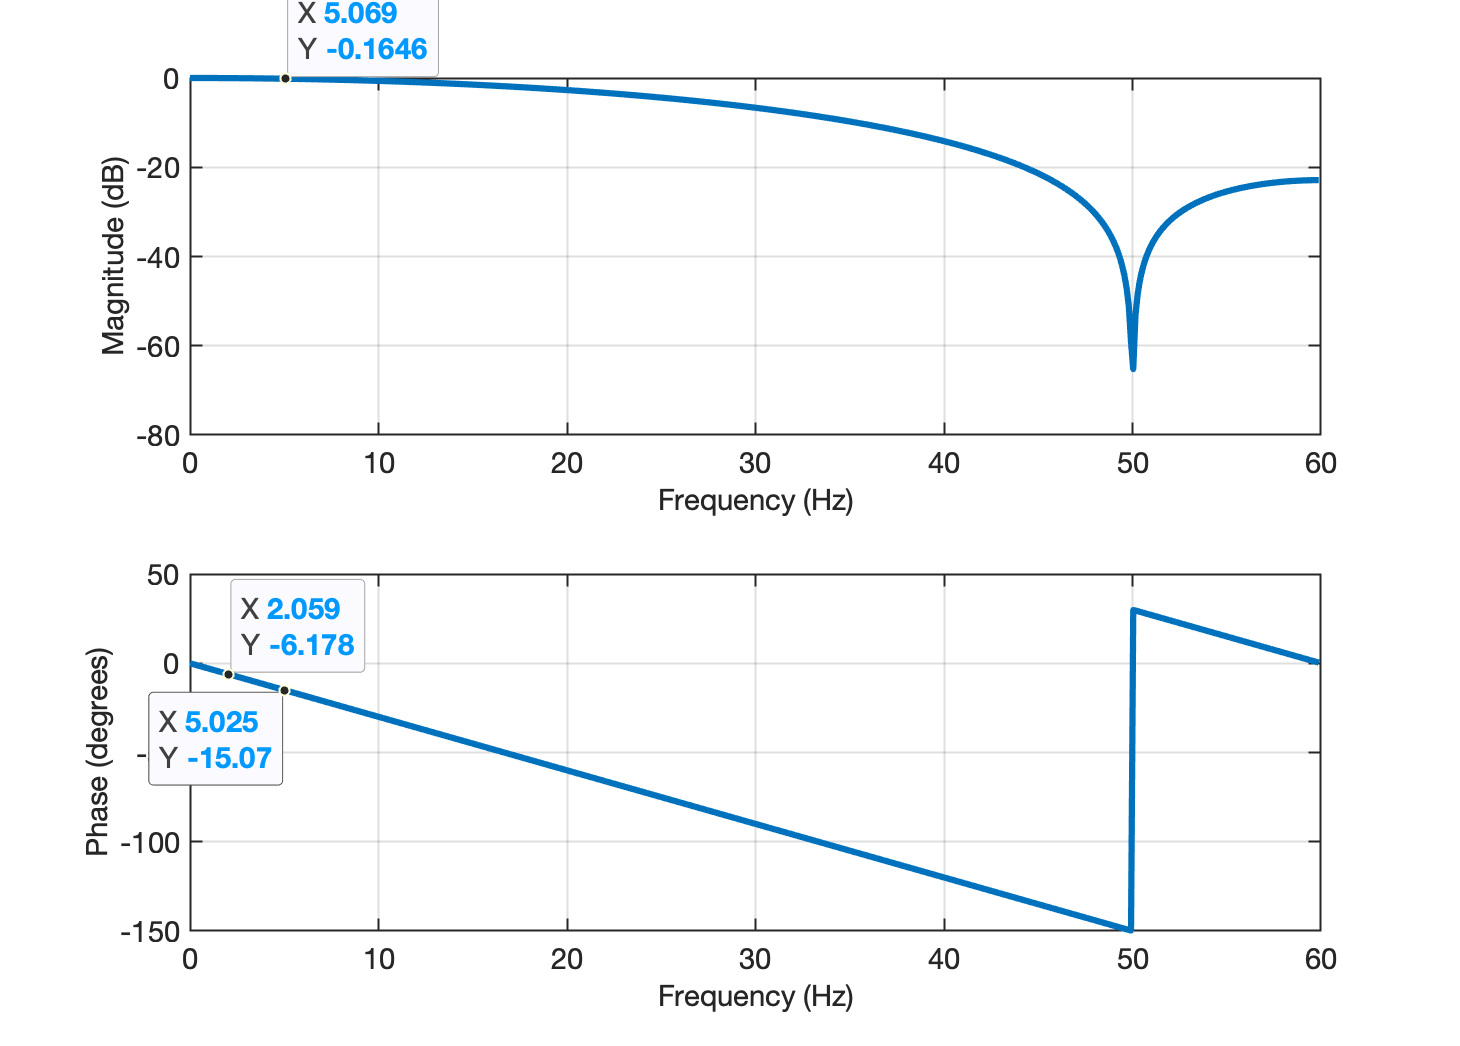 X 5.069
Y -0.1646
0
-20
-40
-60
-80
Magnitude (dB)
0 10 20 30 40 50 60
Frequency (Hz)
50
X 2.059
Y -6.178
0
X 5.025
Y -15.07
-
-100
-150
Phase (degrees)
0 10 20 30 40 50 60
Frequency (Hz)